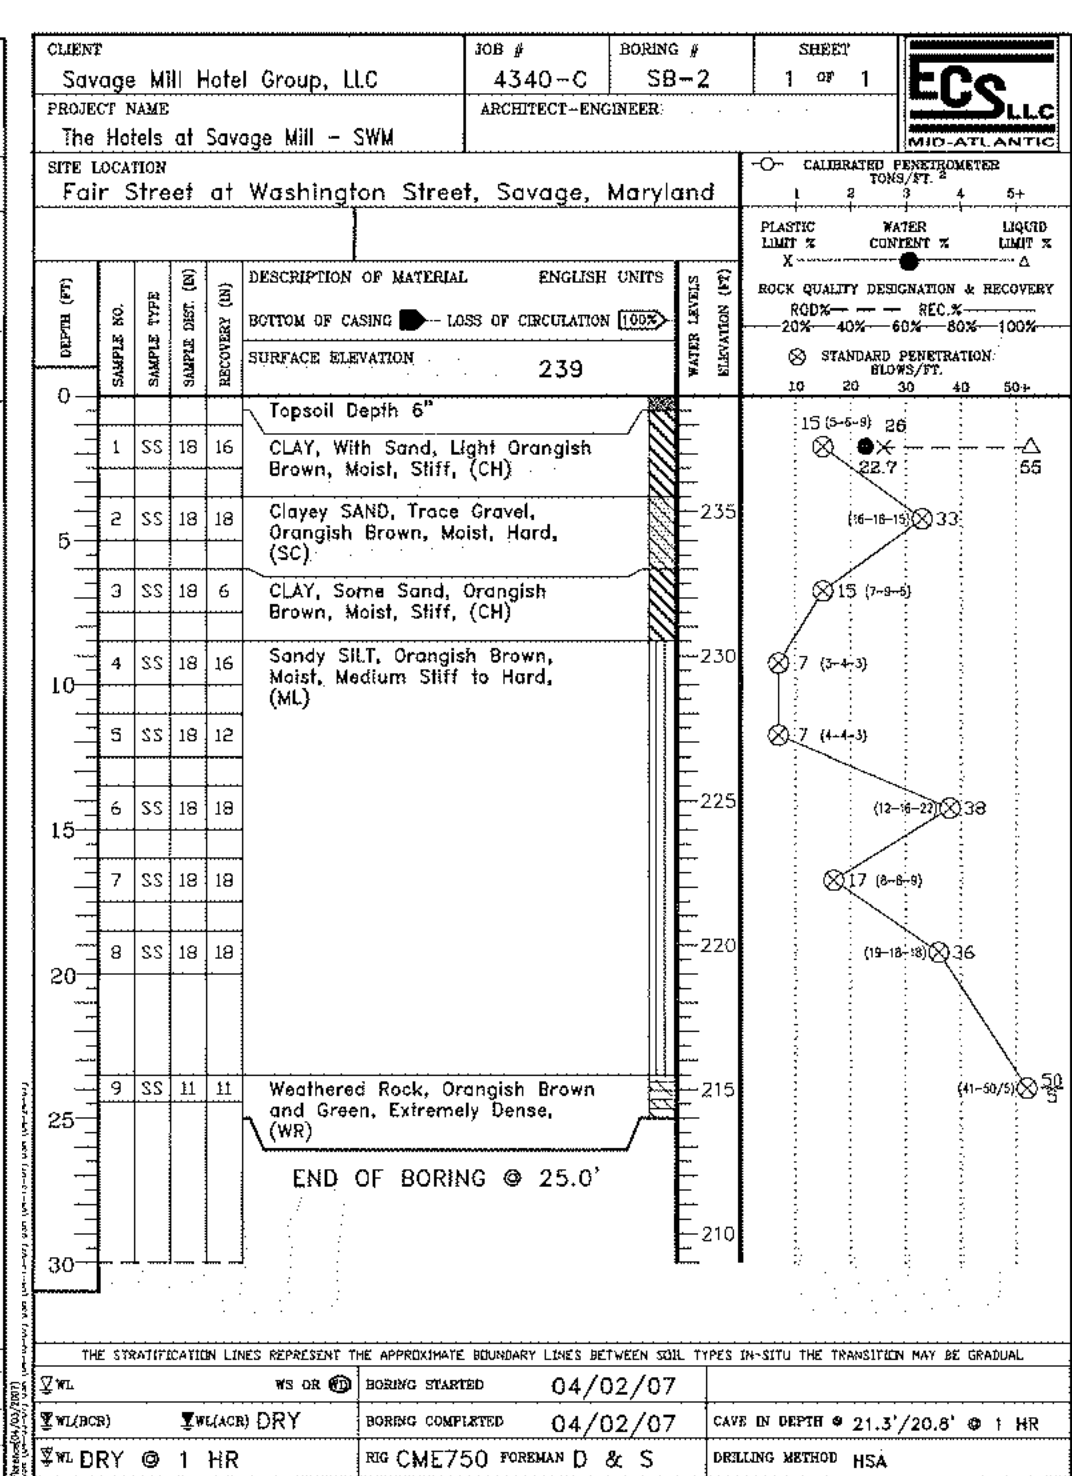 CLIENT
Savage Mill Hotel Group, LLC
JOB #
4340-C
BORING #
SB-2
SHEET
1 OF 1
ECS LLC
MID-ATLANTIC
PROJECT NAME
The Hotels at Savage Mill - SWM
ARCHITECT-ENGINEER
SITE LOCATION
Fair Street at Washington Street, Savage, Maryland
CALIBRATED PENETROMETER
TONS/FT. 2
1 2 3 4 5+
PLASTIC LIMIT %
WATER CONTENT %
LIQUID LIMIT %
X Δ
ROCK QUALITY DESIGNATION & RECOVERY
RQD% — — — REC.%
20% 40% 60% 80% 100%
STANDARD PENETRATION
BLOWS/FT.
10 20 30 40 50+
DEPTH (FT)
SAMPLE NO.
SAMPLE TYPE
SAMPLE DIST. (IN)
RECOVERY (IN)
DESCRIPTION OF MATERIAL ENGLISH UNITS
BOTTOM OF CASING LOSS OF CIRCULATION 100%
SURFACE ELEVATION 239
WATER LEVELS
ELEVATION (FT)
0
Topsoil Depth 6"
1 SS 18 16 CLAY, With Sand, Light Orangish
Brown, Moist, Stiff, (CH)
15 (5-6-9) 26
22.7 55
2 SS 18 18 Clayey SAND, Trace Gravel,
Orangish Brown, Moist, Hard,
(SC)
235
(16-18-15) 33
5
3 SS 18 6 CLAY, Some Sand, Orangish
Brown, Moist, Stiff, (CH)
15 (7-9-6)
4 SS 18 16 Sandy SILT, Orangish Brown,
Moist, Medium Stiff to Hard,
(ML)
230
7 (3-4-3)
10
5 SS 18 12
7 (4-4-3)
6 SS 18 18
225
(12-16-22) 38
15
7 SS 18 18
17 (8-8-9)
8 SS 18 18
220
(19-18-18) 36
20
9 SS 11 11 Weathered Rock, Orangish Brown
and Green, Extremely Dense,
(WR)
215
(41-50/5) 50
5
25
END OF BORING @ 25.0'
210
30
THE STRATIFICATION LINES REPRESENT THE APPROXIMATE BOUNDARY LINES BETWEEN SOIL TYPES IN-SITU THE TRANSITION MAY BE GRADUAL
WL WS OR WD BORING STARTED 04/02/07
WL(BCR) WL(ACR) DRY BORING COMPLETED 04/02/07 CAVE IN DEPTH @ 21.3'/20.8' @ 1 HR
WL DRY @ 1 HR RIG CME750 FOREMAN D & S DRILLING METHOD HSA